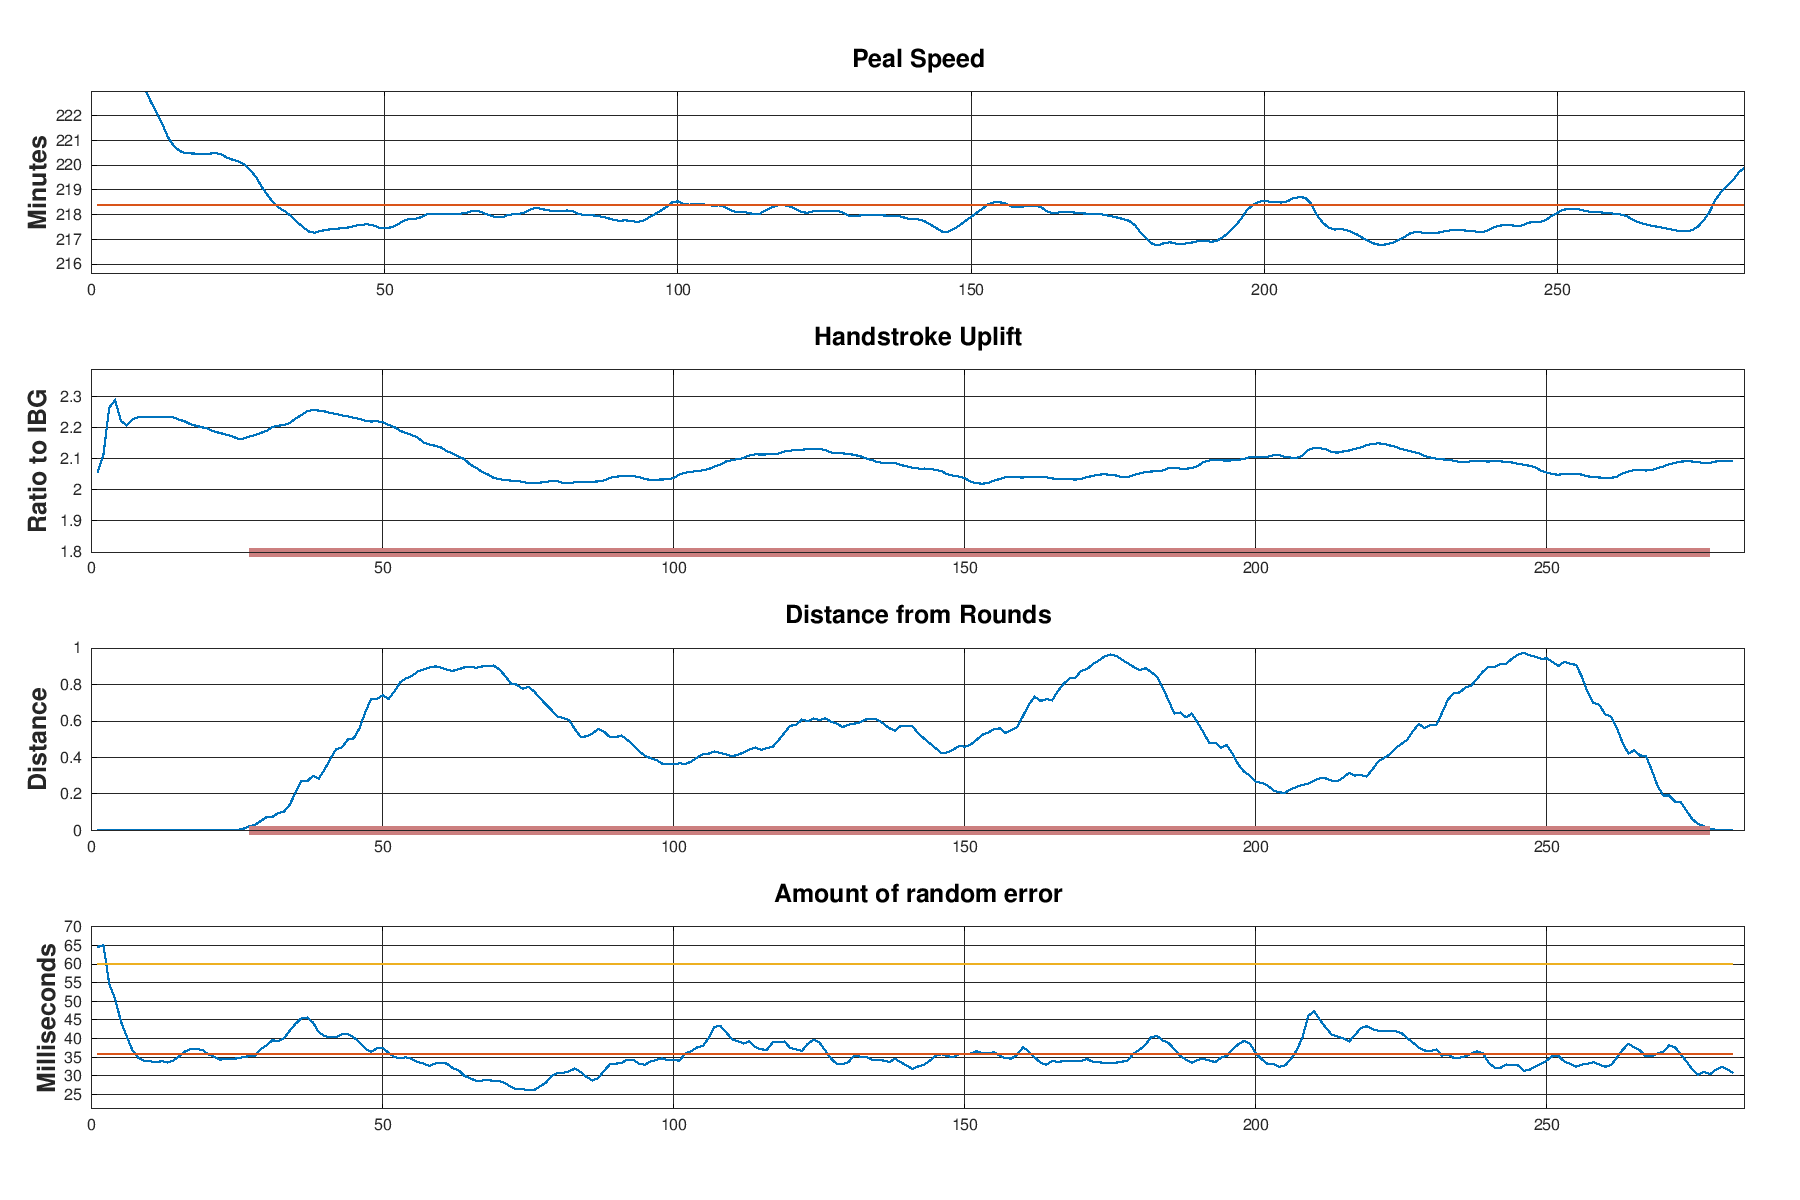 Peal Speed
Minutes
222
221
220
219
218
217
216
0 50 100 150 200 250
Handstroke Uplift
Ratio to IBG
2.3
2.2
2.1
2
1.9
1.8
0 50 100 150 200 250
Distance from Rounds
Distance
1
0.8
0.6
0.4
0.2
0
0 50 100 150 200 250
Amount of random error
Milliseconds
70
65
60
55
50
45
40
35
30
25
0 50 100 150 200 250